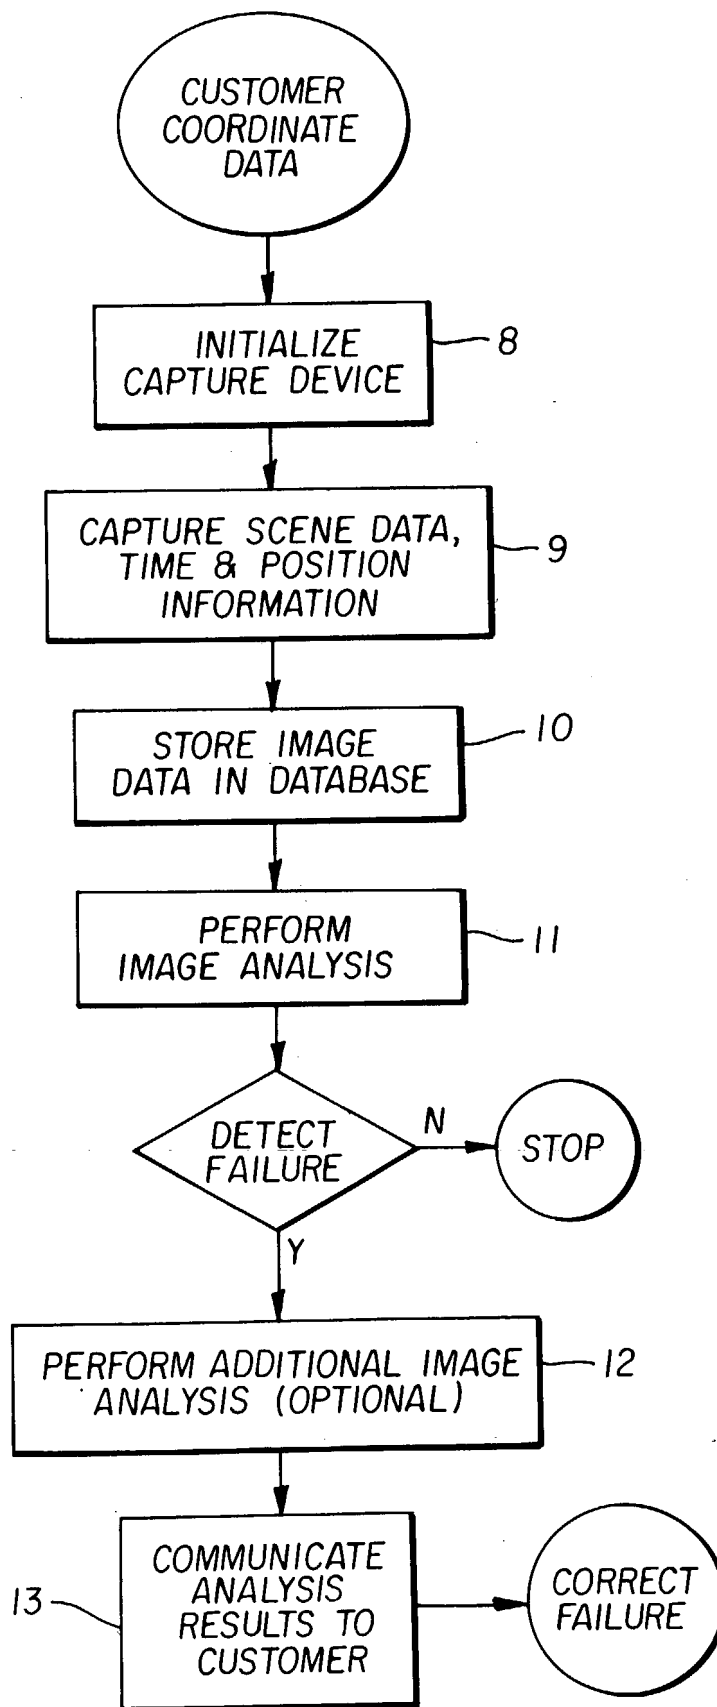 CUSTOMER
COORDINATE
DATA
INITIALIZE
CAPTURE DEVICE
8
CAPTURE SCENE DATA,
TIME & POSITION
INFORMATION
9
STORE IMAGE
DATA IN DATABASE
10
PERFORM
IMAGE ANALYSIS
11
DETECT
FAILURE
N
STOP
Y
PERFORM ADDITIONAL IMAGE
ANALYSIS (OPTIONAL)
12
COMMUNICATE
ANALYSIS
RESULTS TO
CUSTOMER
13
CORRECT
FAILURE